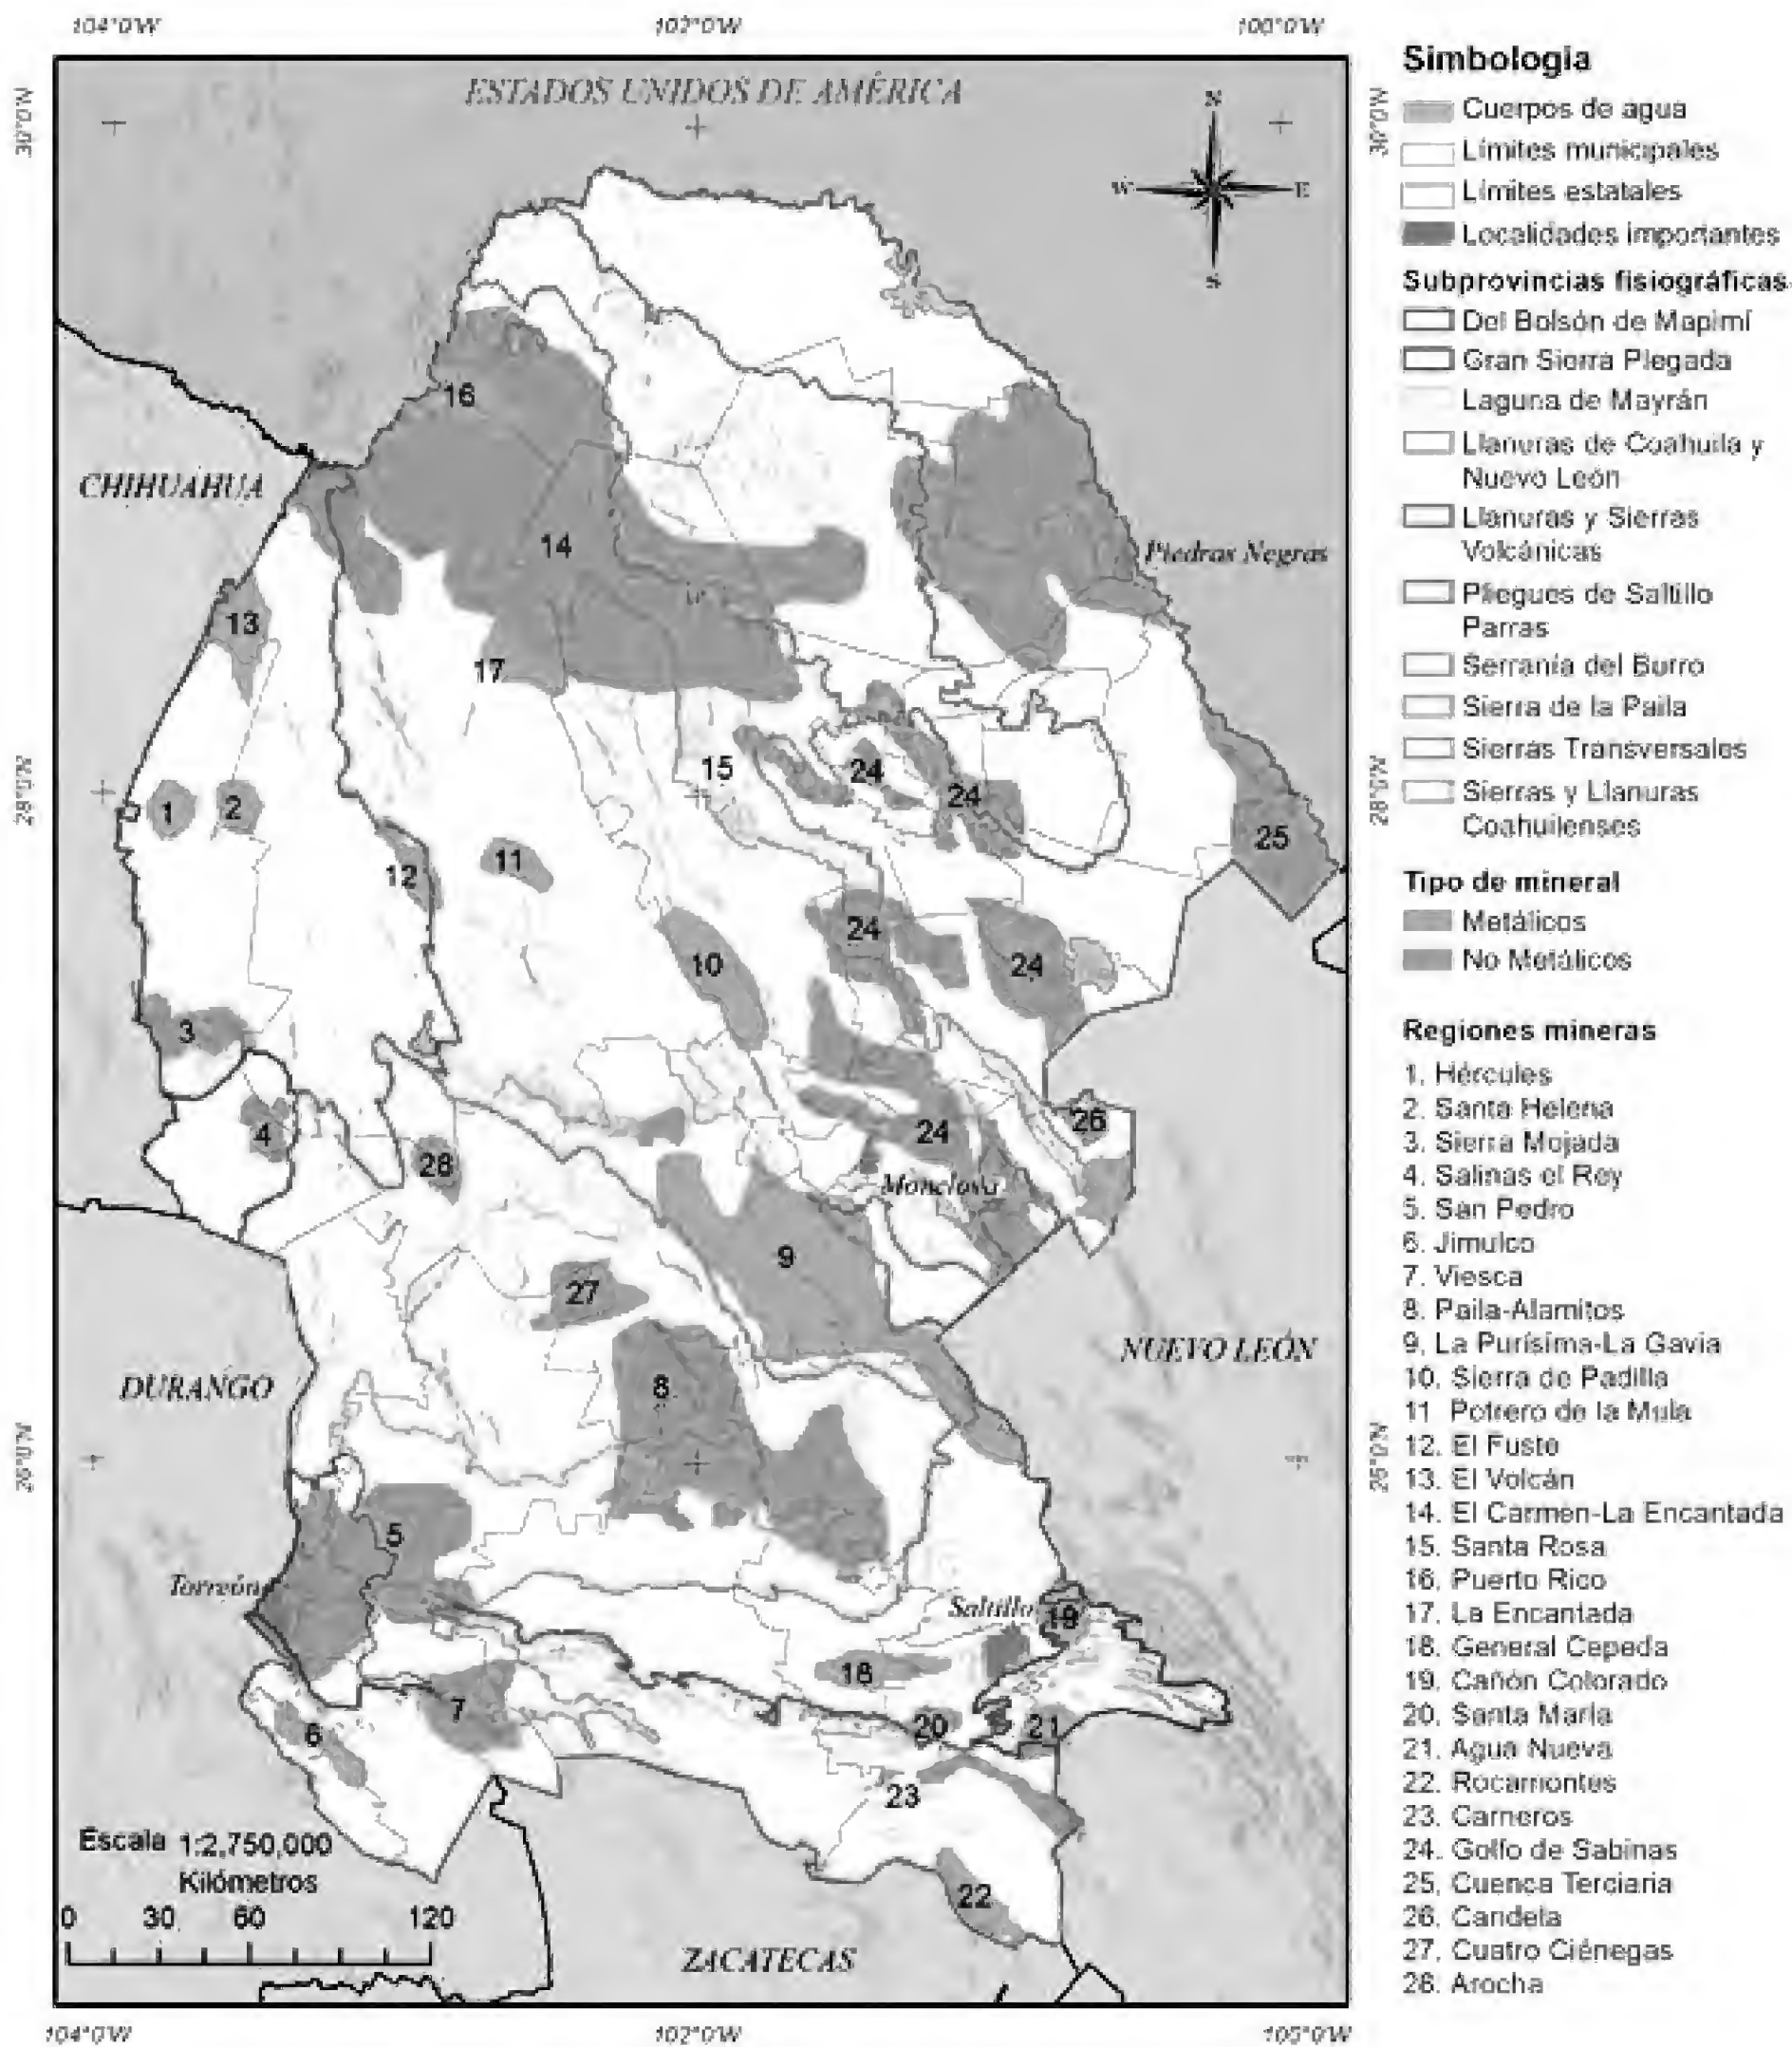 104°0'W 102°0'W 100°0'W
ESTADOS UNIDOS DE AMÉRICA
30°0'W
30°0'W
N
W E
S
16
CHIHUAHUA
14
Piedras Negras
13
17
15
24
24
1
2
28°0'W
28°0'W
25
11
12
24
10
24
3
26
4
24
28
Monclova
9
27
NUEVO LEÓN
DURANGO
8
26°0'W
25°0'W
5
Torreón
Saltillo
19
18
7
20
21
6
23
22
Escala 1:2,750,000
Kilómetros
0 30 60 120
ZACATECAS
104°0'W 102°0'W 105°0'W
Simbología
Cuerpos de agua
Límites municipales
Límites estatales
Localidades importantes
Subprovincias fisiográficas
Del Bolsón de Mapimí
Gran Sierra Plegada
Laguna de Mayrán
Llanuras de Coahuila y
Nuevo León
Llanuras y Sierras
Volcánicas
Pliegues de Saltillo
Parras
Serranía del Burro
Sierra de la Paila
Sierras Transversales
Sierras y Llanuras
Coahuilenses
Tipo de mineral
Metálicos
No Metálicos
Regiones mineras
1. Hércules
2. Santa Helena
3. Sierra Mojada
4. Salinas el Rey
5. San Pedro
6. Jimulco
7. Viesca
8. Paila-Alamitos
9. La Purísima-La Gavia
10. Sierra de Padilla
11 Potrero de la Mula
12. El Fuste
13. El Volcán
14. El Carmen-La Encantada
15. Santa Rosa
16. Puerto Rico
17. La Encantada
18. General Cepeda
19. Cañón Colorado
20. Santa María
21. Agua Nueva
22. Rocamontes
23. Carneros
24. Golfo de Sabinas
25. Cuenca Terciaria
26. Candela
27. Cuatro Ciénegas
28. Arocha